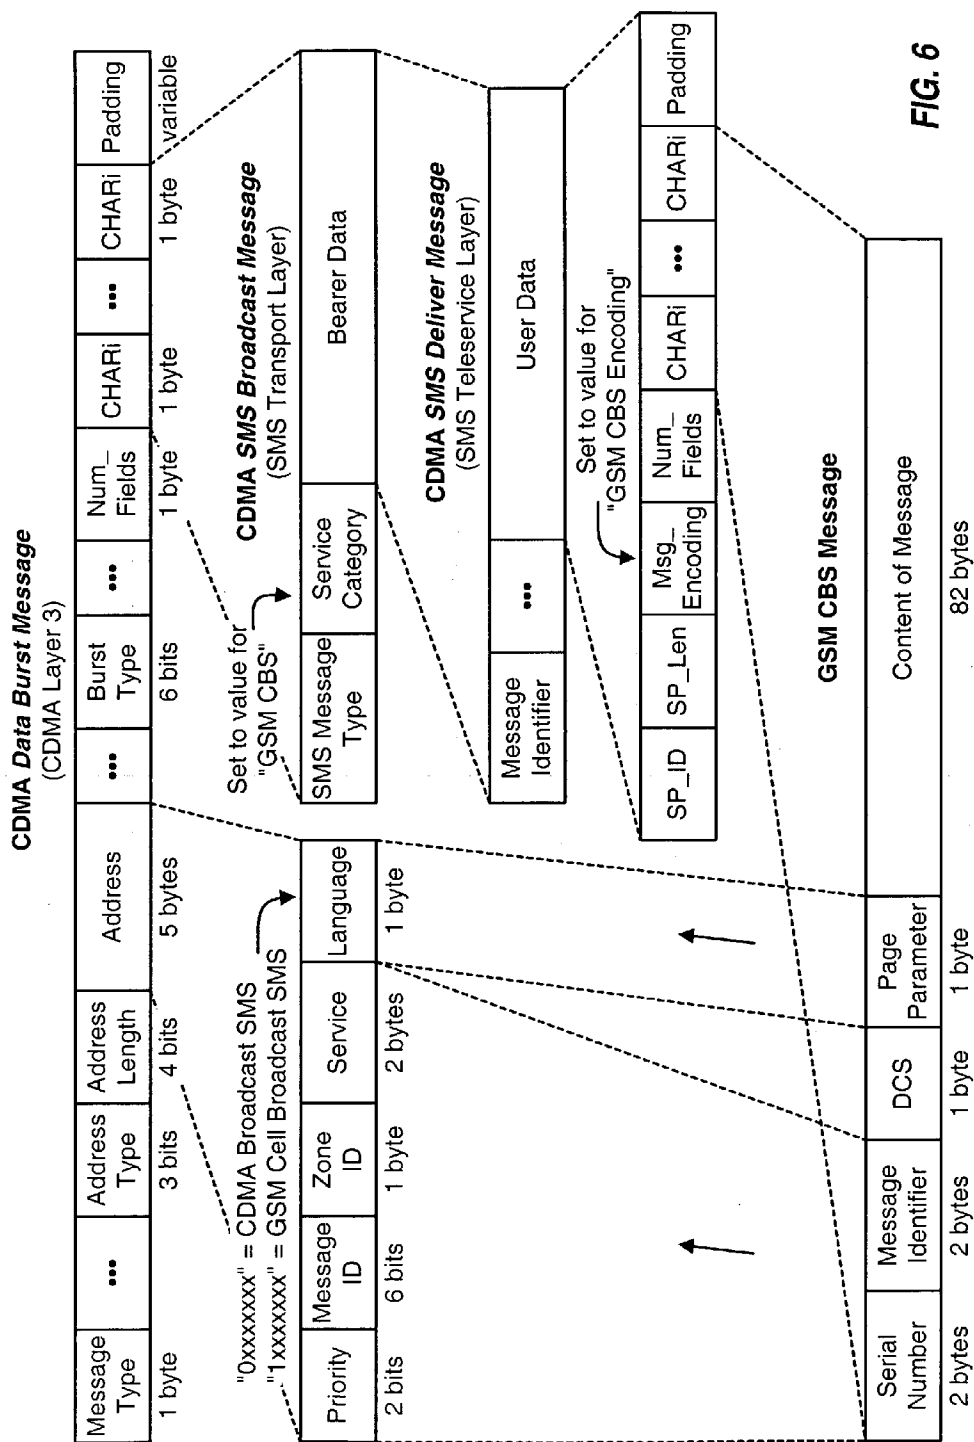 CDMA Data Burst Message
(CDMA Layer 3)
Message Type
•••
Address Type
Address Length
Address
•••
Burst Type
•••
Num_ Fields
CHARi
•••
CHARi
Padding
1 byte
3 bits
4 bits
5 bytes
6 bits
1 byte
1 byte
1 byte
variable
"0xxxxxxx" = CDMA Broadcast SMS
"1xxxxxxx" = GSM Cell Broadcast SMS
Set to value for
"GSM CBS"
CDMA SMS Broadcast Message
(SMS Transport Layer)
Priority
Message ID
Zone ID
Service
Language
SMS Message Type
Service Category
Bearer Data
2 bits
6 bits
1 byte
2 bytes
1 byte
CDMA SMS Deliver Message
(SMS Teleservice Layer)
Message Identifier
•••
User Data
Set to value for
"GSM CBS Encoding"
SP_ID
SP_Len
Msg_ Encoding
Num_ Fields
CHARi
•••
CHARi
Padding
GSM CBS Message
Serial Number
Message Identifier
DCS
Page Parameter
Content of Message
2 bytes
2 bytes
1 byte
1 byte
82 bytes
FIG. 6